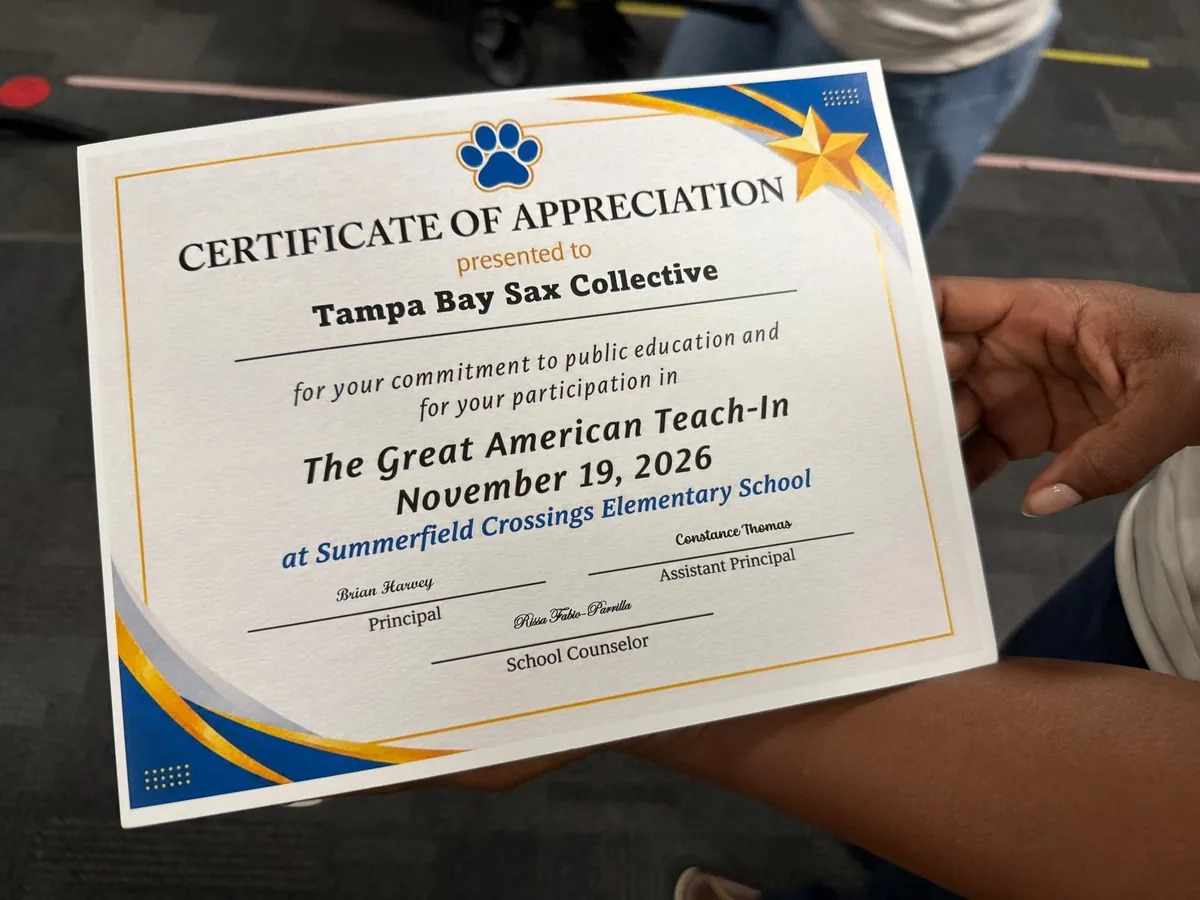 CERTIFICATE OF APPRECIATION
presented to
Tampa Bay Sax Collective
for your commitment to public education and
for your participation in
The Great American Teach-In
November 19, 2026
at Summerfield Crossings Elementary School
Brian Harvey
Principal
Constance Thomas
Assistant Principal
Rissa Fabio-Parrilla
School Counselor